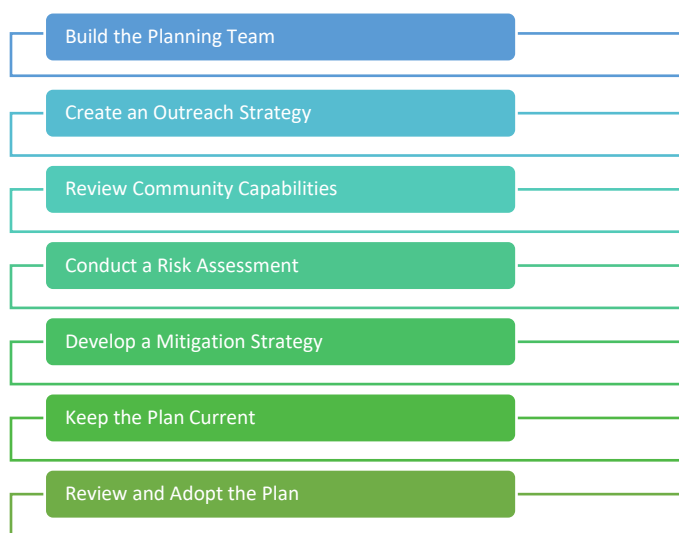 Build the Planning Team
Create an Outreach Strategy
Review Community Capabilities
Conduct a Risk Assessment
Develop a Mitigation Strategy
Keep the Plan Current
Review and Adopt the Plan